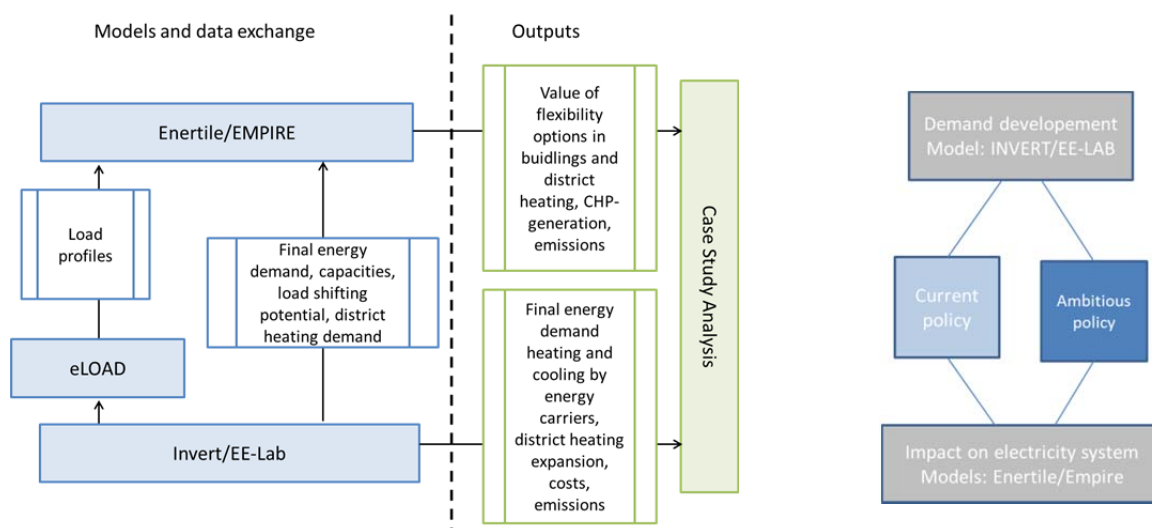 Models and data exchange
Outputs
Enertile/EMPIRE
Load
profiles
Final energy
demand, capacities,
load shifting
potential, district
heating demand
eLOAD
Invert/EE-Lab
Value of
flexibility
options in
buidlings and
district
heating, CHP-
generation,
emissions
Final energy
demand
heating and
cooling by
energy
carriers,
district heating
expansion,
costs,
emissions
Case Study Analysis
Demand developement
Model: INVERT/EE-LAB
Current
policy
Ambitious
policy
Impact on electricity system
Models: Enertile/Empire